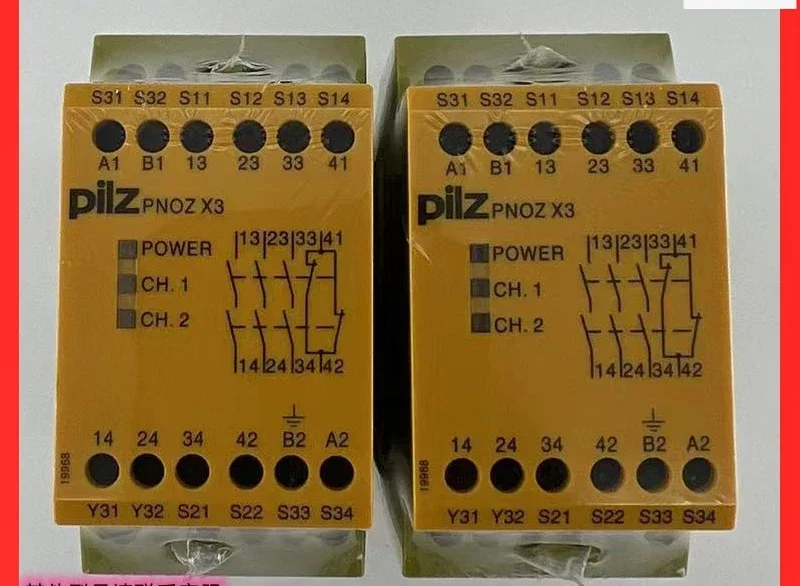 S31 S32 S11 S12 S13 S14
A1 B1 13 23 33 41
pilz PNOZ X3
13 23 33 41
POWER
CH. 1
CH. 2
14 24 34 42
14 24 34 42 B2 A2
19968
Y31 Y32 S21 S22 S33 S34
S31 S32 S11 S12 S13 S14
A1 B1 13 23 33 41
pilz PNOZ X3
13 23 33 41
POWER
CH. 1
CH. 2
14 24 34 42
14 24 34 42 B2 A2
19968
Y31 Y32 S21 S22 S33 S34